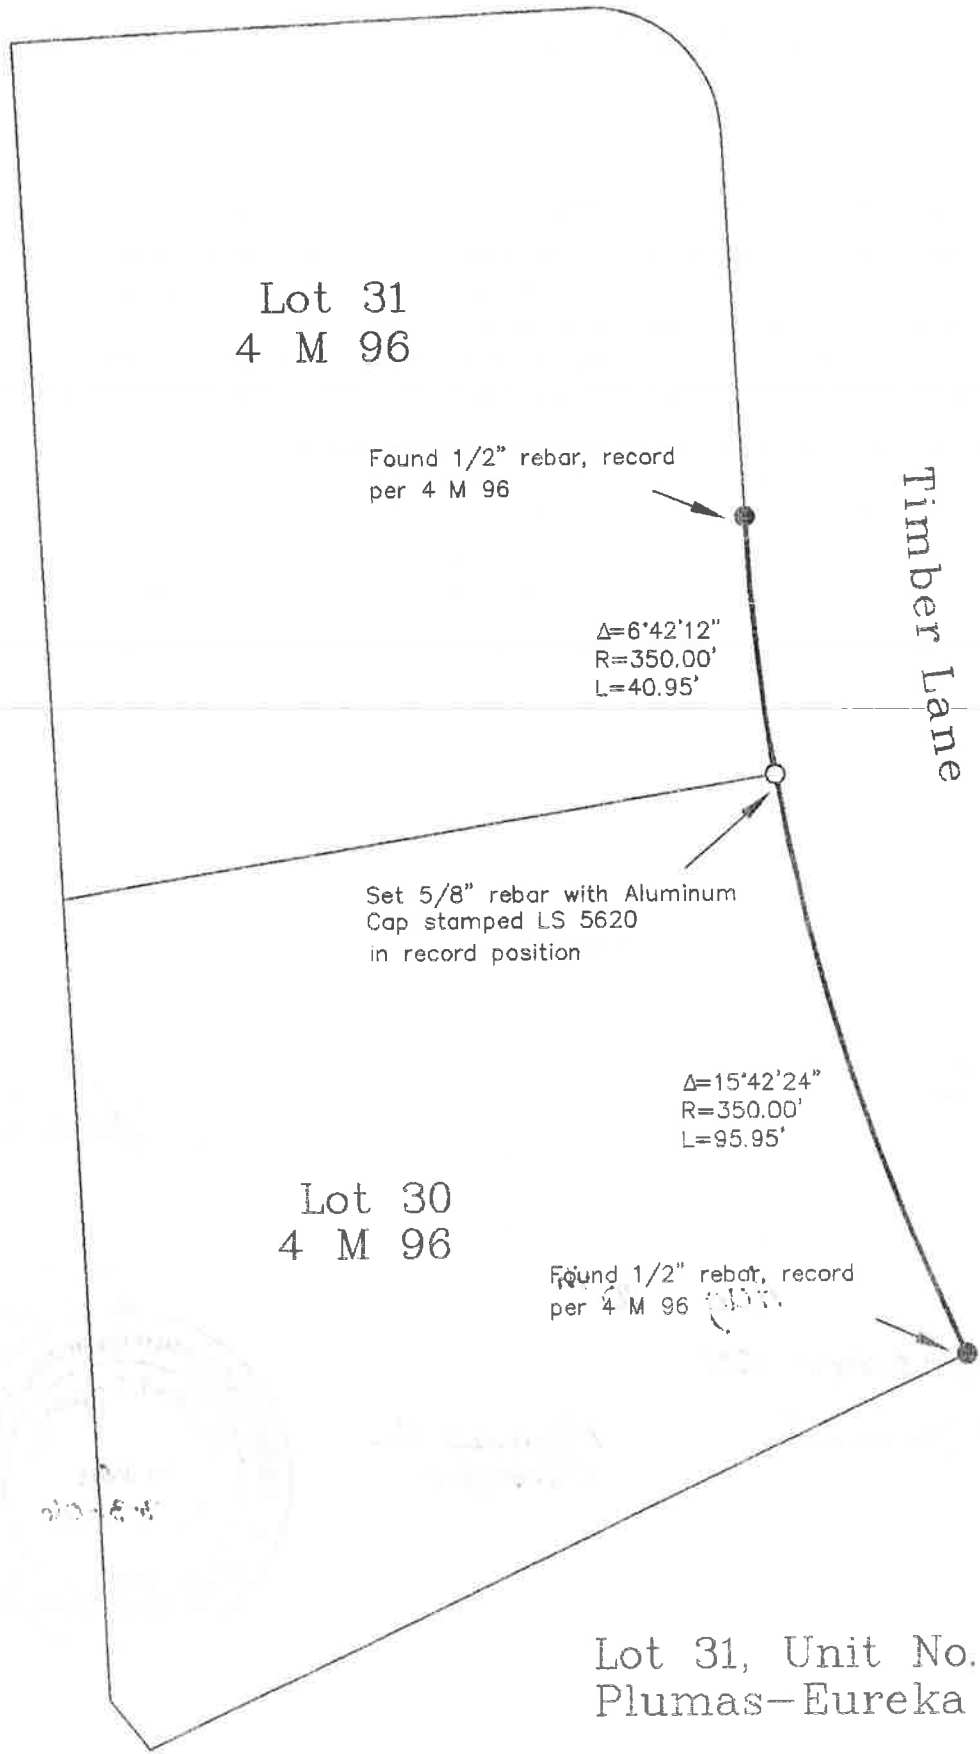 Lot 31
4 M 96
Found 1/2" rebar, record
per 4 M 96
Timber Lane
Δ=6°42'12"
R=350.00'
L=40.95'
Set 5/8" rebar with Aluminum
Cap stamped LS 5620
in record position
Δ=15°42'24"
R=350.00'
L=95.95'
Lot 30
4 M 96
Found 1/2" rebar, record
per 4 M 96
Lot 31, Unit No.
Plumas-Eureka